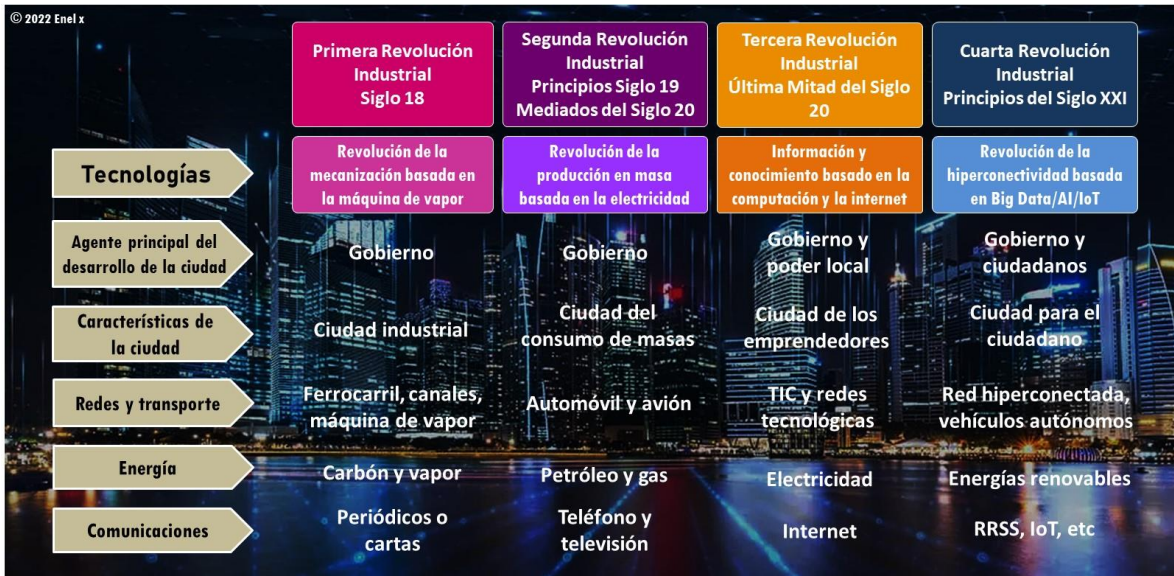 © 2022 Enel x
Primera Revolución
Industrial
Siglo 18
Segunda Revolución
Industrial
Principios Siglo 19
Mediados del Siglo 20
Tercera Revolución
Industrial
Última Mitad del Siglo
20
Cuarta Revolución
Industrial
Principios del Siglo XXI
Tecnologías
Revolución de la
mecanización basada en
la máquina de vapor
Revolución de la
producción en masa
basada en la electricidad
Información y
conocimiento basado en la
computación y la internet
Revolución de la
hiperconectividad basada
en Big Data/AI/IoT
Agente principal del
desarrollo de la ciudad
Gobierno
Gobierno
Gobierno y
poder local
Gobierno y
ciudadanos
Características de
la ciudad
Ciudad industrial
Ciudad del
consumo de masas
Ciudad de los
emprendedores
Ciudad para el
ciudadano
Redes y transporte
Ferrocarril, canales,
máquina de vapor
Automóvil y avión
TIC y redes
tecnológicas
Red hiperconectada,
vehículos autónomos
Energía
Carbón y vapor
Petróleo y gas
Electricidad
Energías renovables
Comunicaciones
Periódicos o
cartas
Teléfono y
televisión
Internet
RRSS, IoT, etc